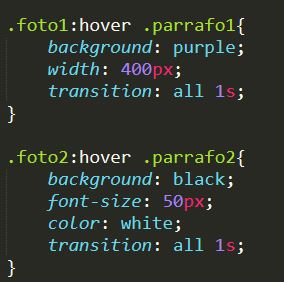 .foto1:hover .parrafo1{
    background: purple;
    width: 400px;
    transition: all 1s;
}

.foto2:hover .parrafo2{
    background: black;
    font-size: 50px;
    color: white;
    transition: all 1s;
}